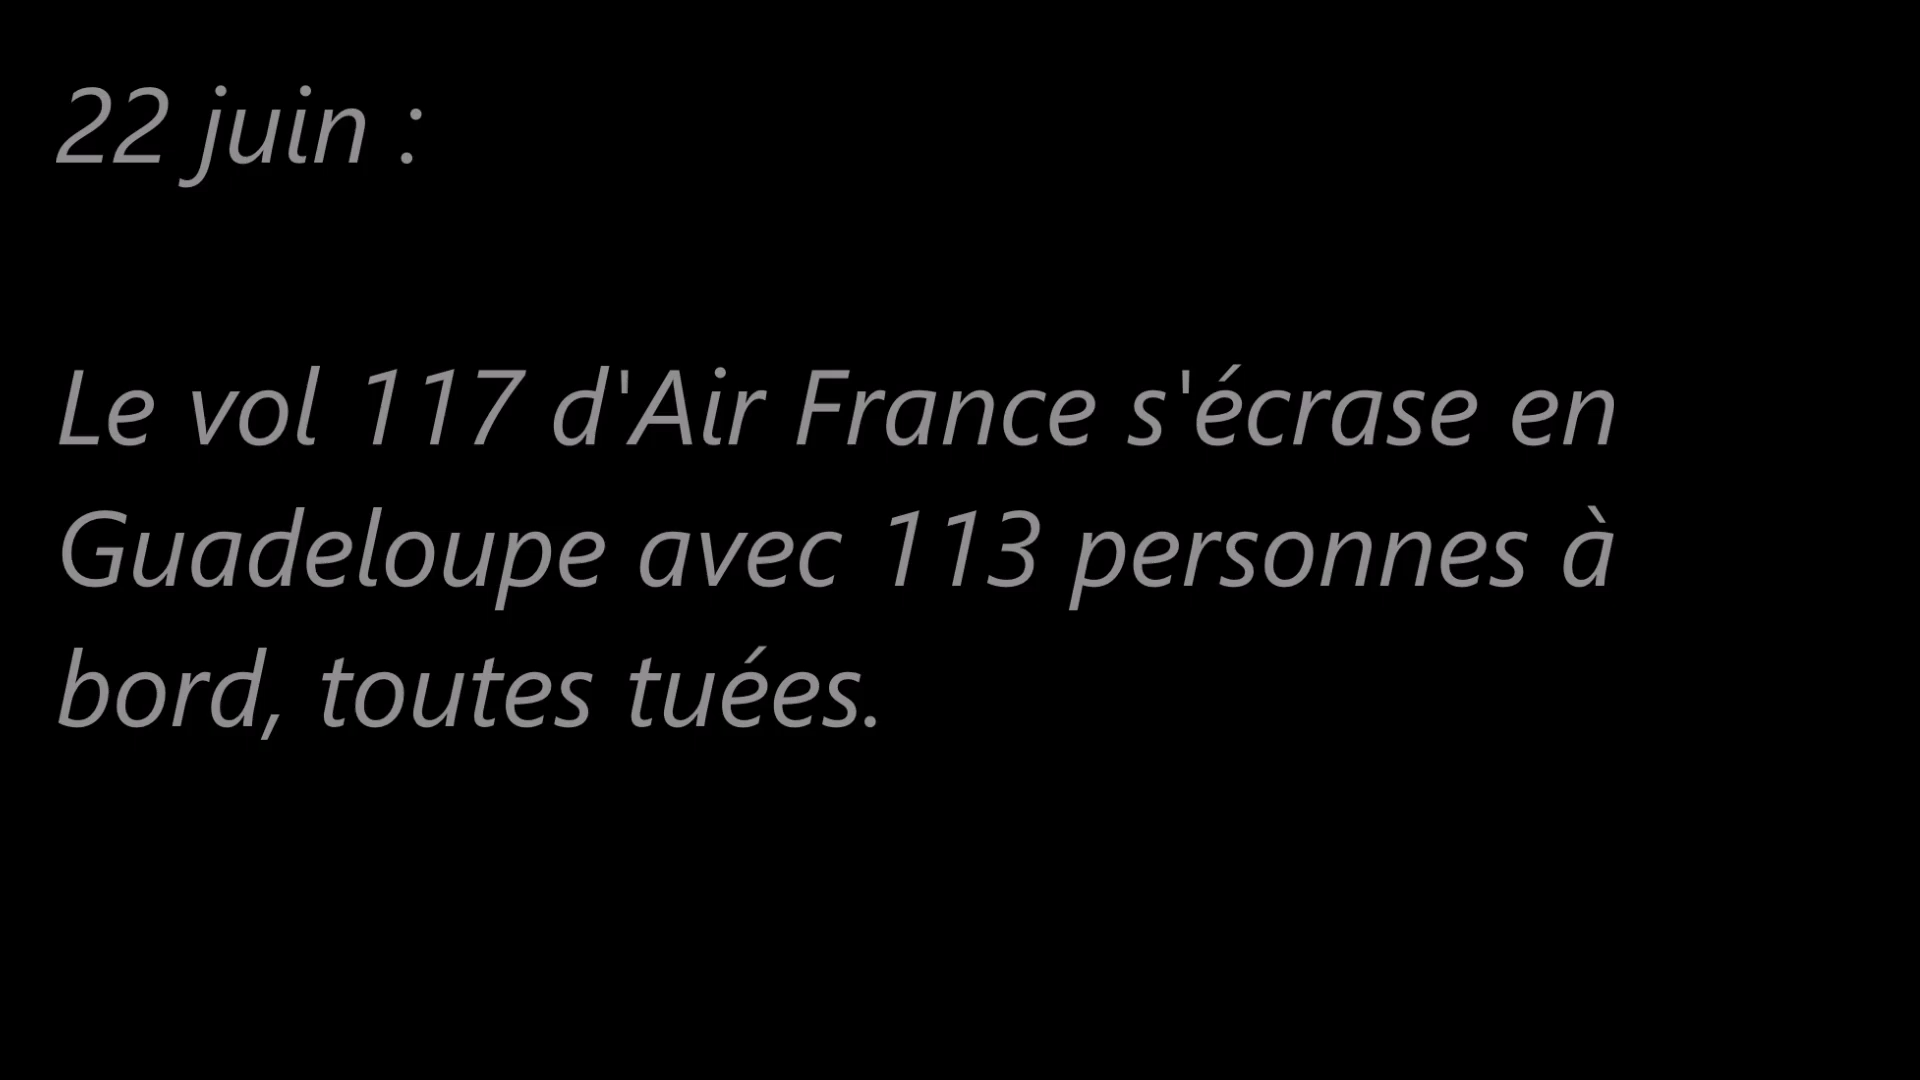 22 juin :
Le vol 117 d'Air France s'écrase en
Guadeloupe avec 113 personnes à
bord, toutes tuées.